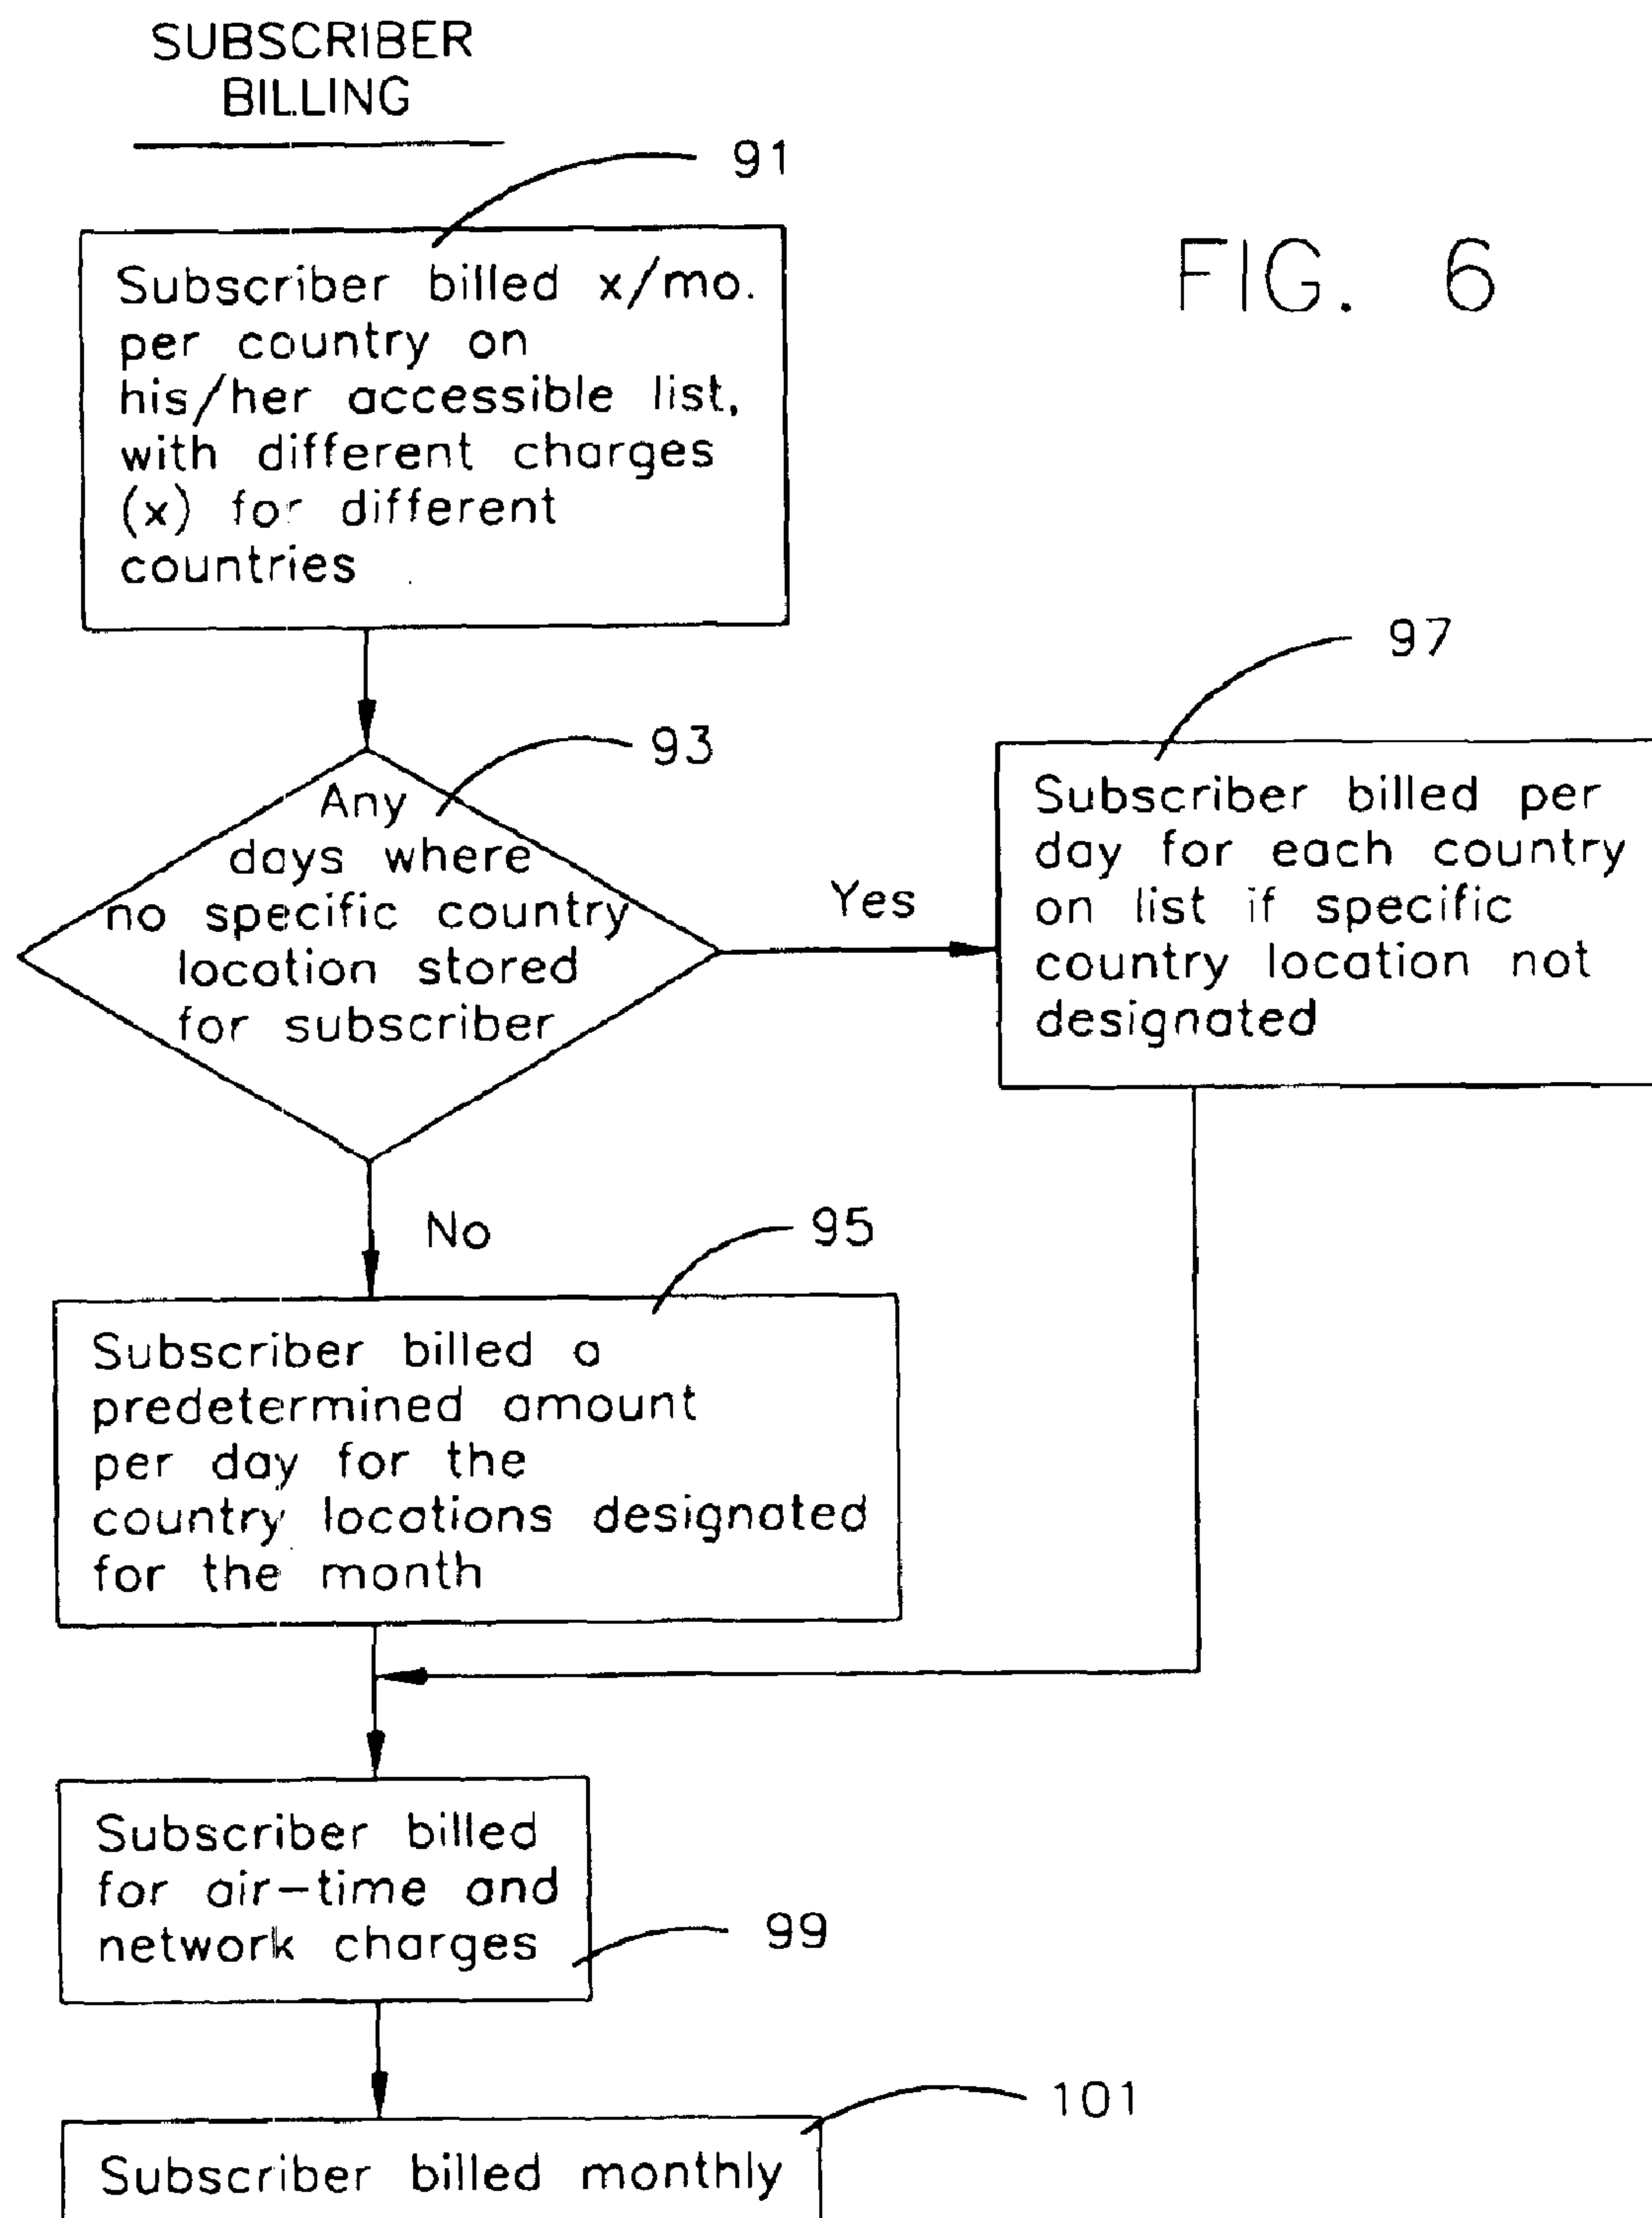 SUBSCRIBER
BILLING
91
FIG. 6
Subscriber billed x/mo.
per country on
his/her accessible list,
with different charges
(x) for different
countries
93
Any
days where
no specific country
location stored
for subscriber
Yes
97
Subscriber billed per
day for each country
on list if specific
country location not
designated
No
95
Subscriber billed a
predetermined amount
per day for the
country locations designated
for the month
Subscriber billed
for air-time and
network charges
99
101
Subscriber billed monthly